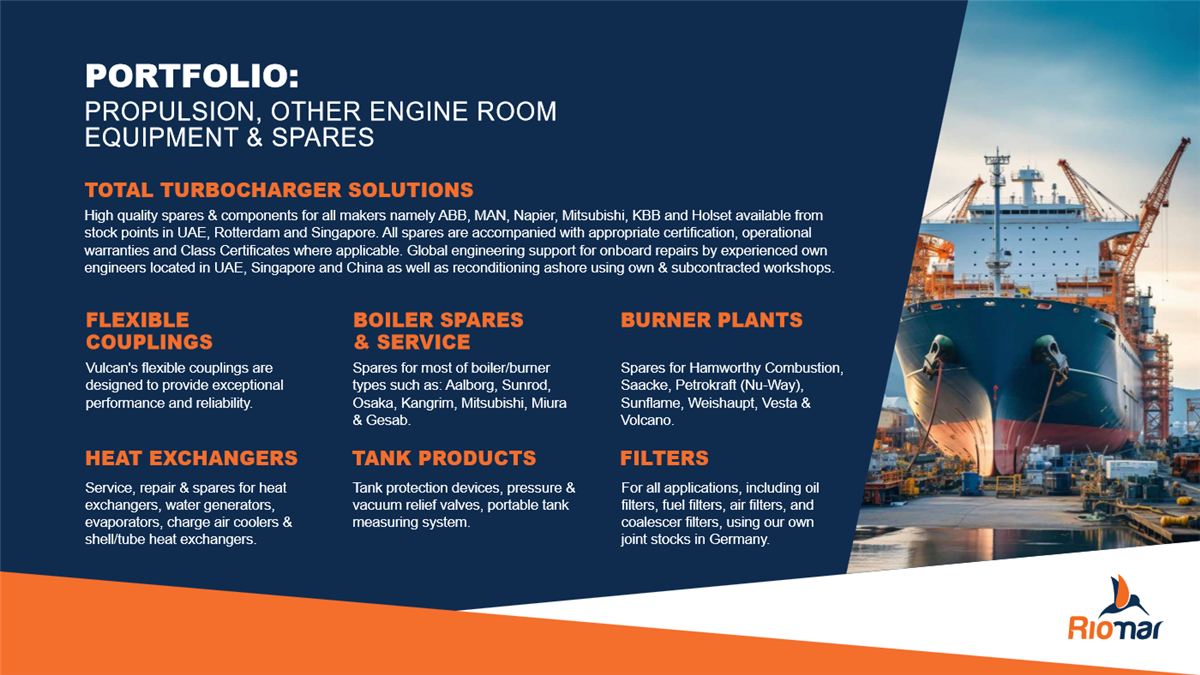 PORTFOLIO:
PROPULSION, OTHER ENGINE ROOM
EQUIPMENT & SPARES
TOTAL TURBOCHARGER SOLUTIONS
High quality spares & components for all makers namely ABB, MAN, Napier, Mitsubishi, KBB and Holset available from
stock points in UAE, Rotterdam and Singapore. All spares are accompanied with appropriate certification, operational
warranties and Class Certificates where applicable. Global engineering support for onboard repairs by experienced own
engineers located in UAE, Singapore and China as well as reconditioning ashore using own & subcontracted workshops.
FLEXIBLE
COUPLINGS
Vulcan's flexible couplings are
designed to provide exceptional
performance and reliability.
BOILER SPARES
& SERVICE
Spares for most of boiler/burner
types such as: Aalborg, Sunrod,
Osaka, Kangrim, Mitsubishi, Miura
& Gesab.
BURNER PLANTS
Spares for Hamworthy Combustion,
Saacke, Petrokraft (Nu-Way),
Sunflame, Weishaupt, Vesta &
Volcano.
HEAT EXCHANGERS
Service, repair & spares for heat
exchangers, water generators,
evaporators, charge air coolers &
shell/tube heat exchangers.
TANK PRODUCTS
Tank protection devices, pressure &
vacuum relief valves, portable tank
measuring system.
FILTERS
For all applications, including oil
filters, fuel filters, air filters, and
coalescer filters, using our own
joint stocks in Germany.
Riomar